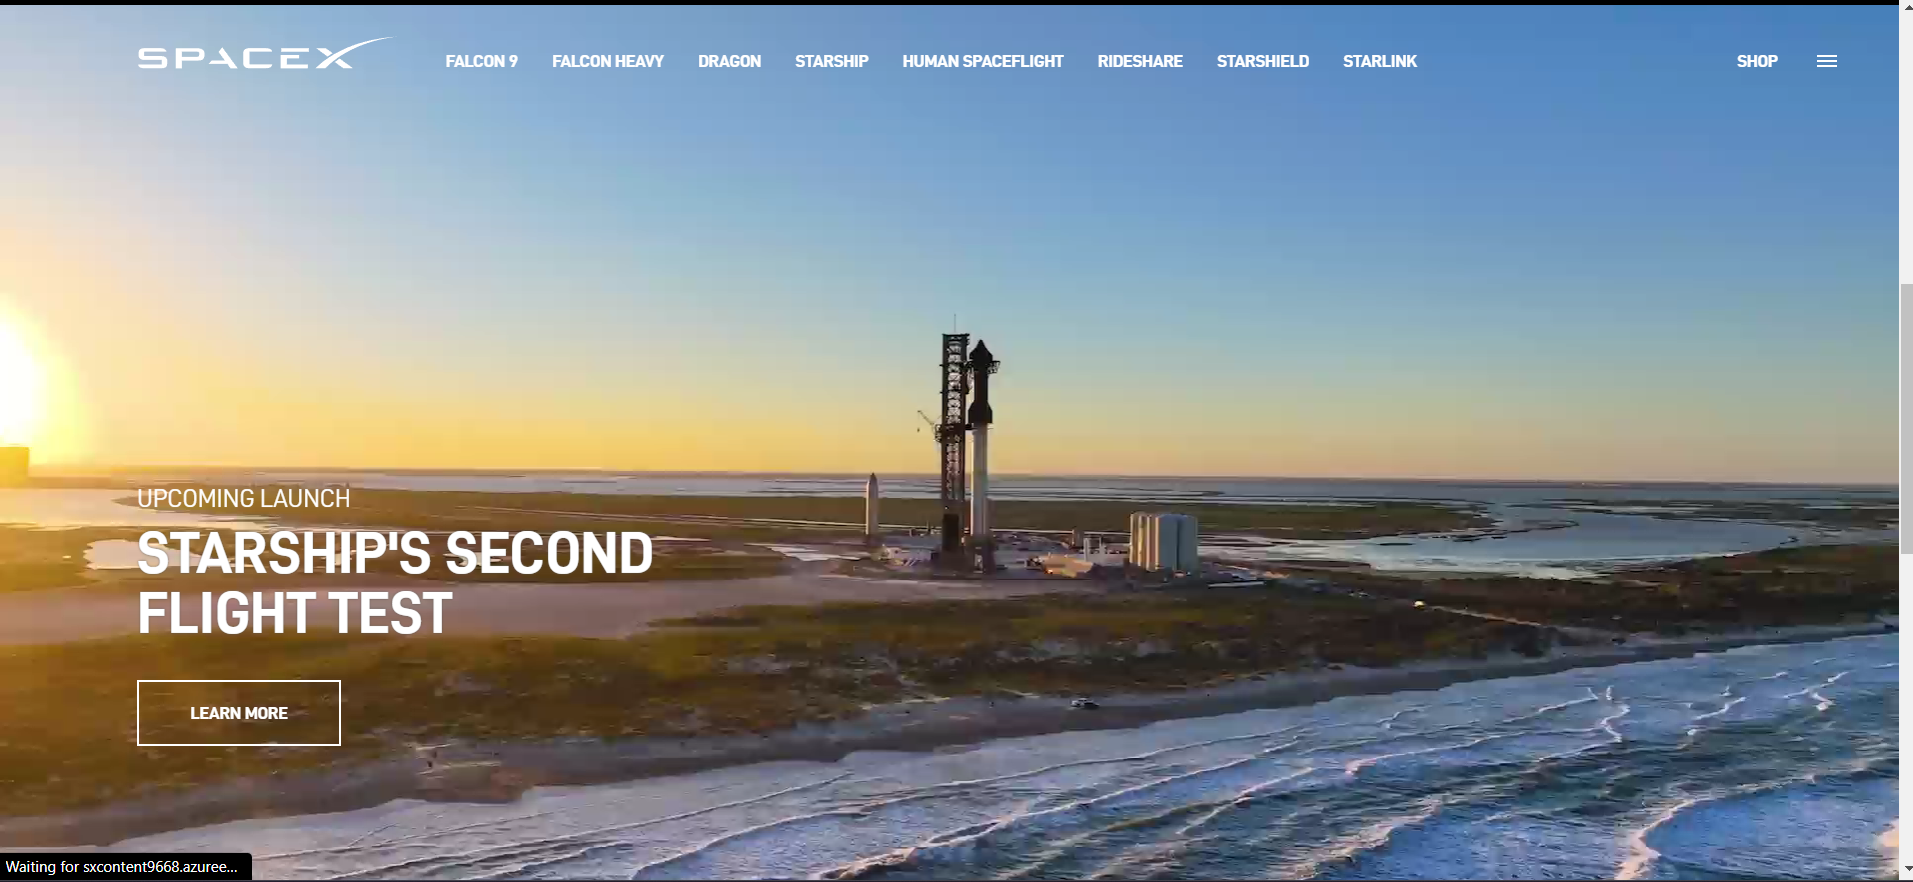 SPACEX
FALCON 9
FALCON HEAVY
DRAGON
STARSHIP
HUMAN SPACEFLIGHT
RIDESHARE
STARSHIELD
STARLINK
SHOP
UPCOMING LAUNCH
STARSHIP'S SECOND
FLIGHT TEST
LEARN MORE
Waiting for sxcontent9668.azuree...